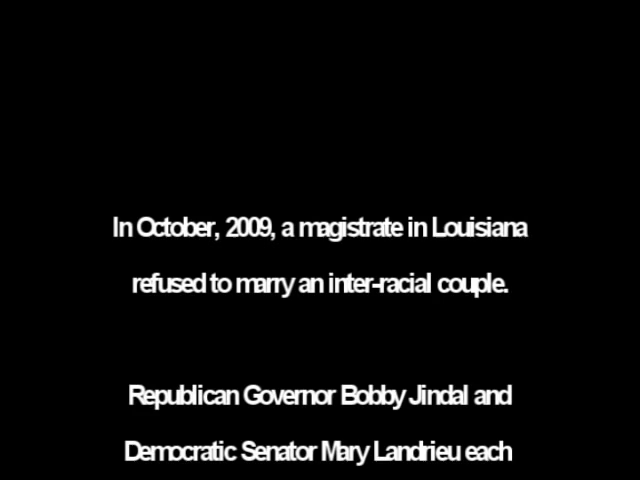 In October, 2009, a magistrate in Louisiana
refused to marry an inter-racial couple.
Republican Governor Bobby Jindal and
Democratic Senator Mary Landrieu each